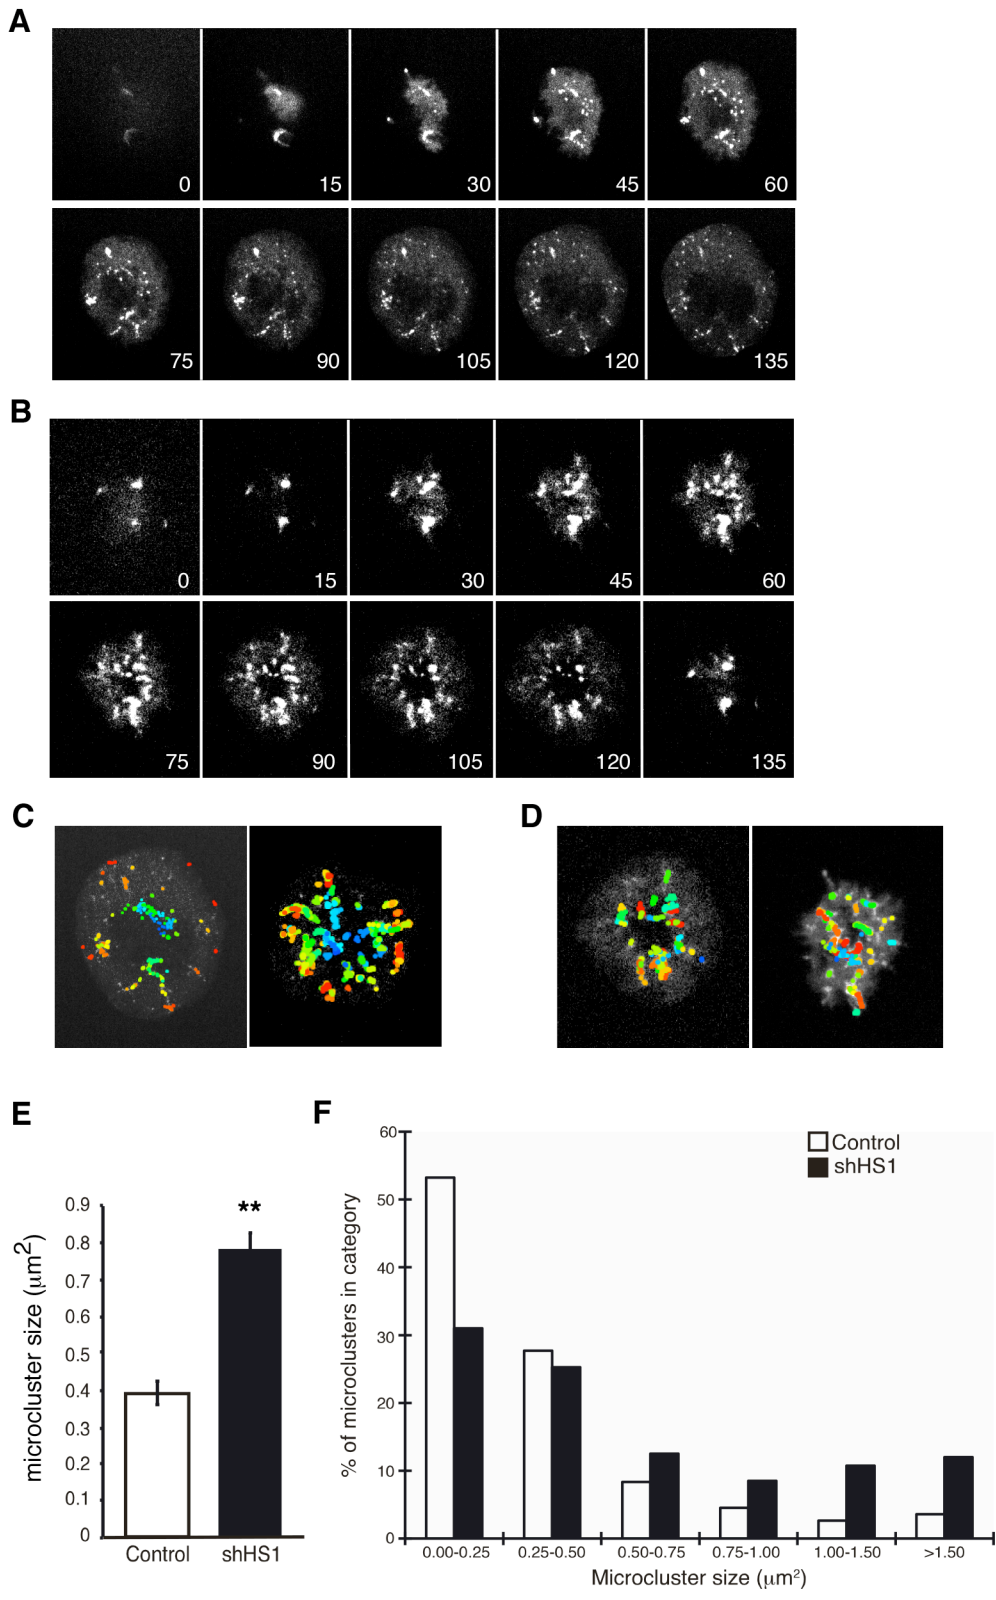 A
0 15 30 45 60
75 90 105 120 135
B
0 15 30 45 60
75 90 105 120 135
C D
E F
microcluster size (μm2)
0.9
0.8
0.7
0.6
0.5
0.4
0.3
0.2
0.1
0
**
Control shHS1
% of microclusters in category
60
50
40
30
20
10
0
Control
shHS1
0.00-0.25 0.25-0.50 0.50-0.75 0.75-1.00 1.00-1.50 >1.50
Microcluster size (μm2)